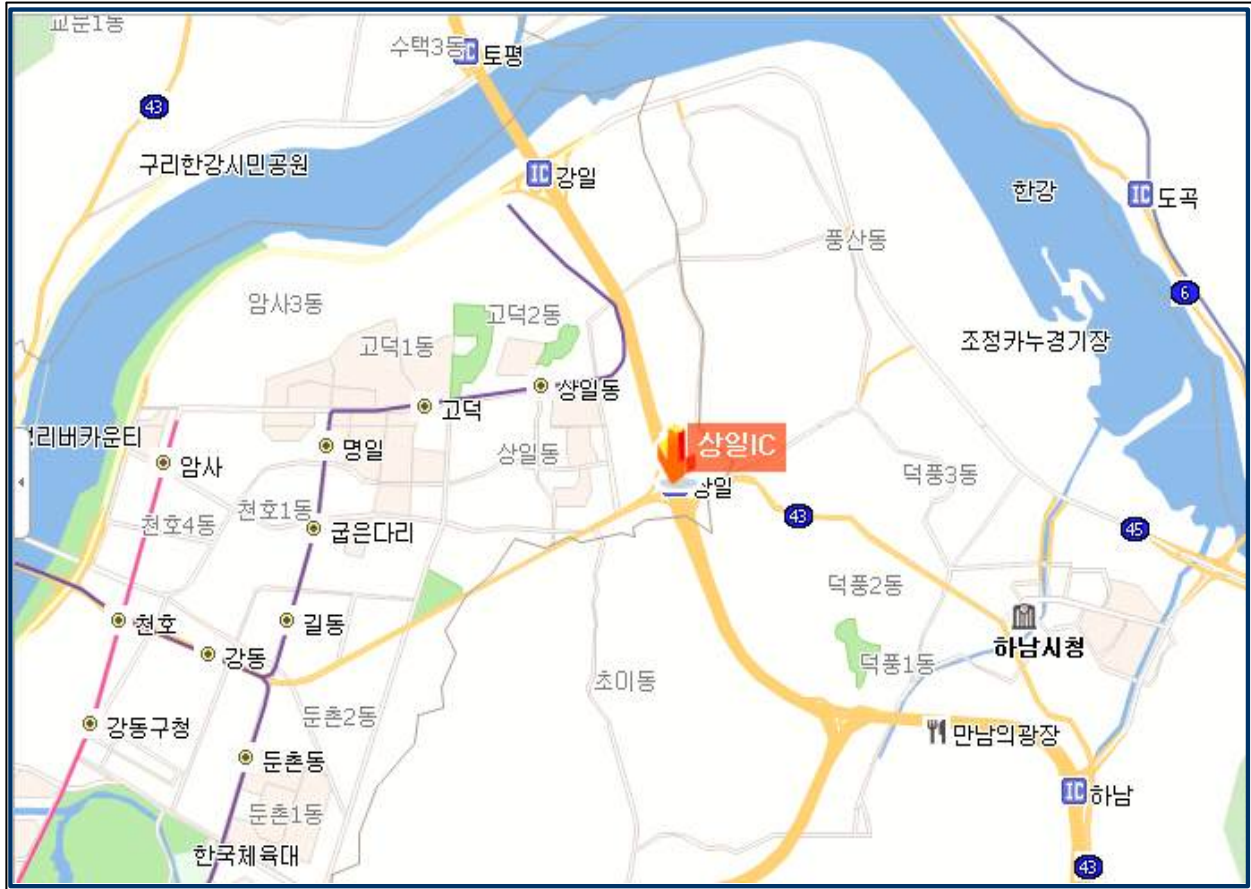 교문1동
수택3동
IC 토평
43
구리한강시민공원
IC 강일
한강
IC 도곡
풍산동
6
암사3동
고덕2동
고덕1동
조정카누경기장
상일동
고덕
리버카운티
명일
상일IC
암사
상일동
상일
덕풍3동
천호1동
천호4동
굽은다리
43
45
덕풍2동
천호
길동
하남시청
강동
덕풍1동
초이동
둔촌2동
강동구청
만남의광장
둔촌동
IC 하남
둔촌1동
한국체육대
43